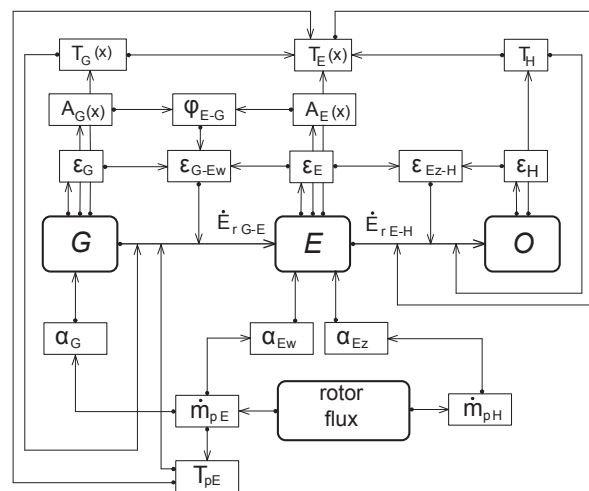 T_G(x) T_E(x) T_H
A_G(x) φ_E-G A_E(x)
ε_G ε_G-Ew ε_E ε_Ez-H ε_H
G Ė_r G-E E Ė_r E-H O
α_G α_Ew α_Ez
ṁ_pE rotor flux ṁ_pH
T_pE